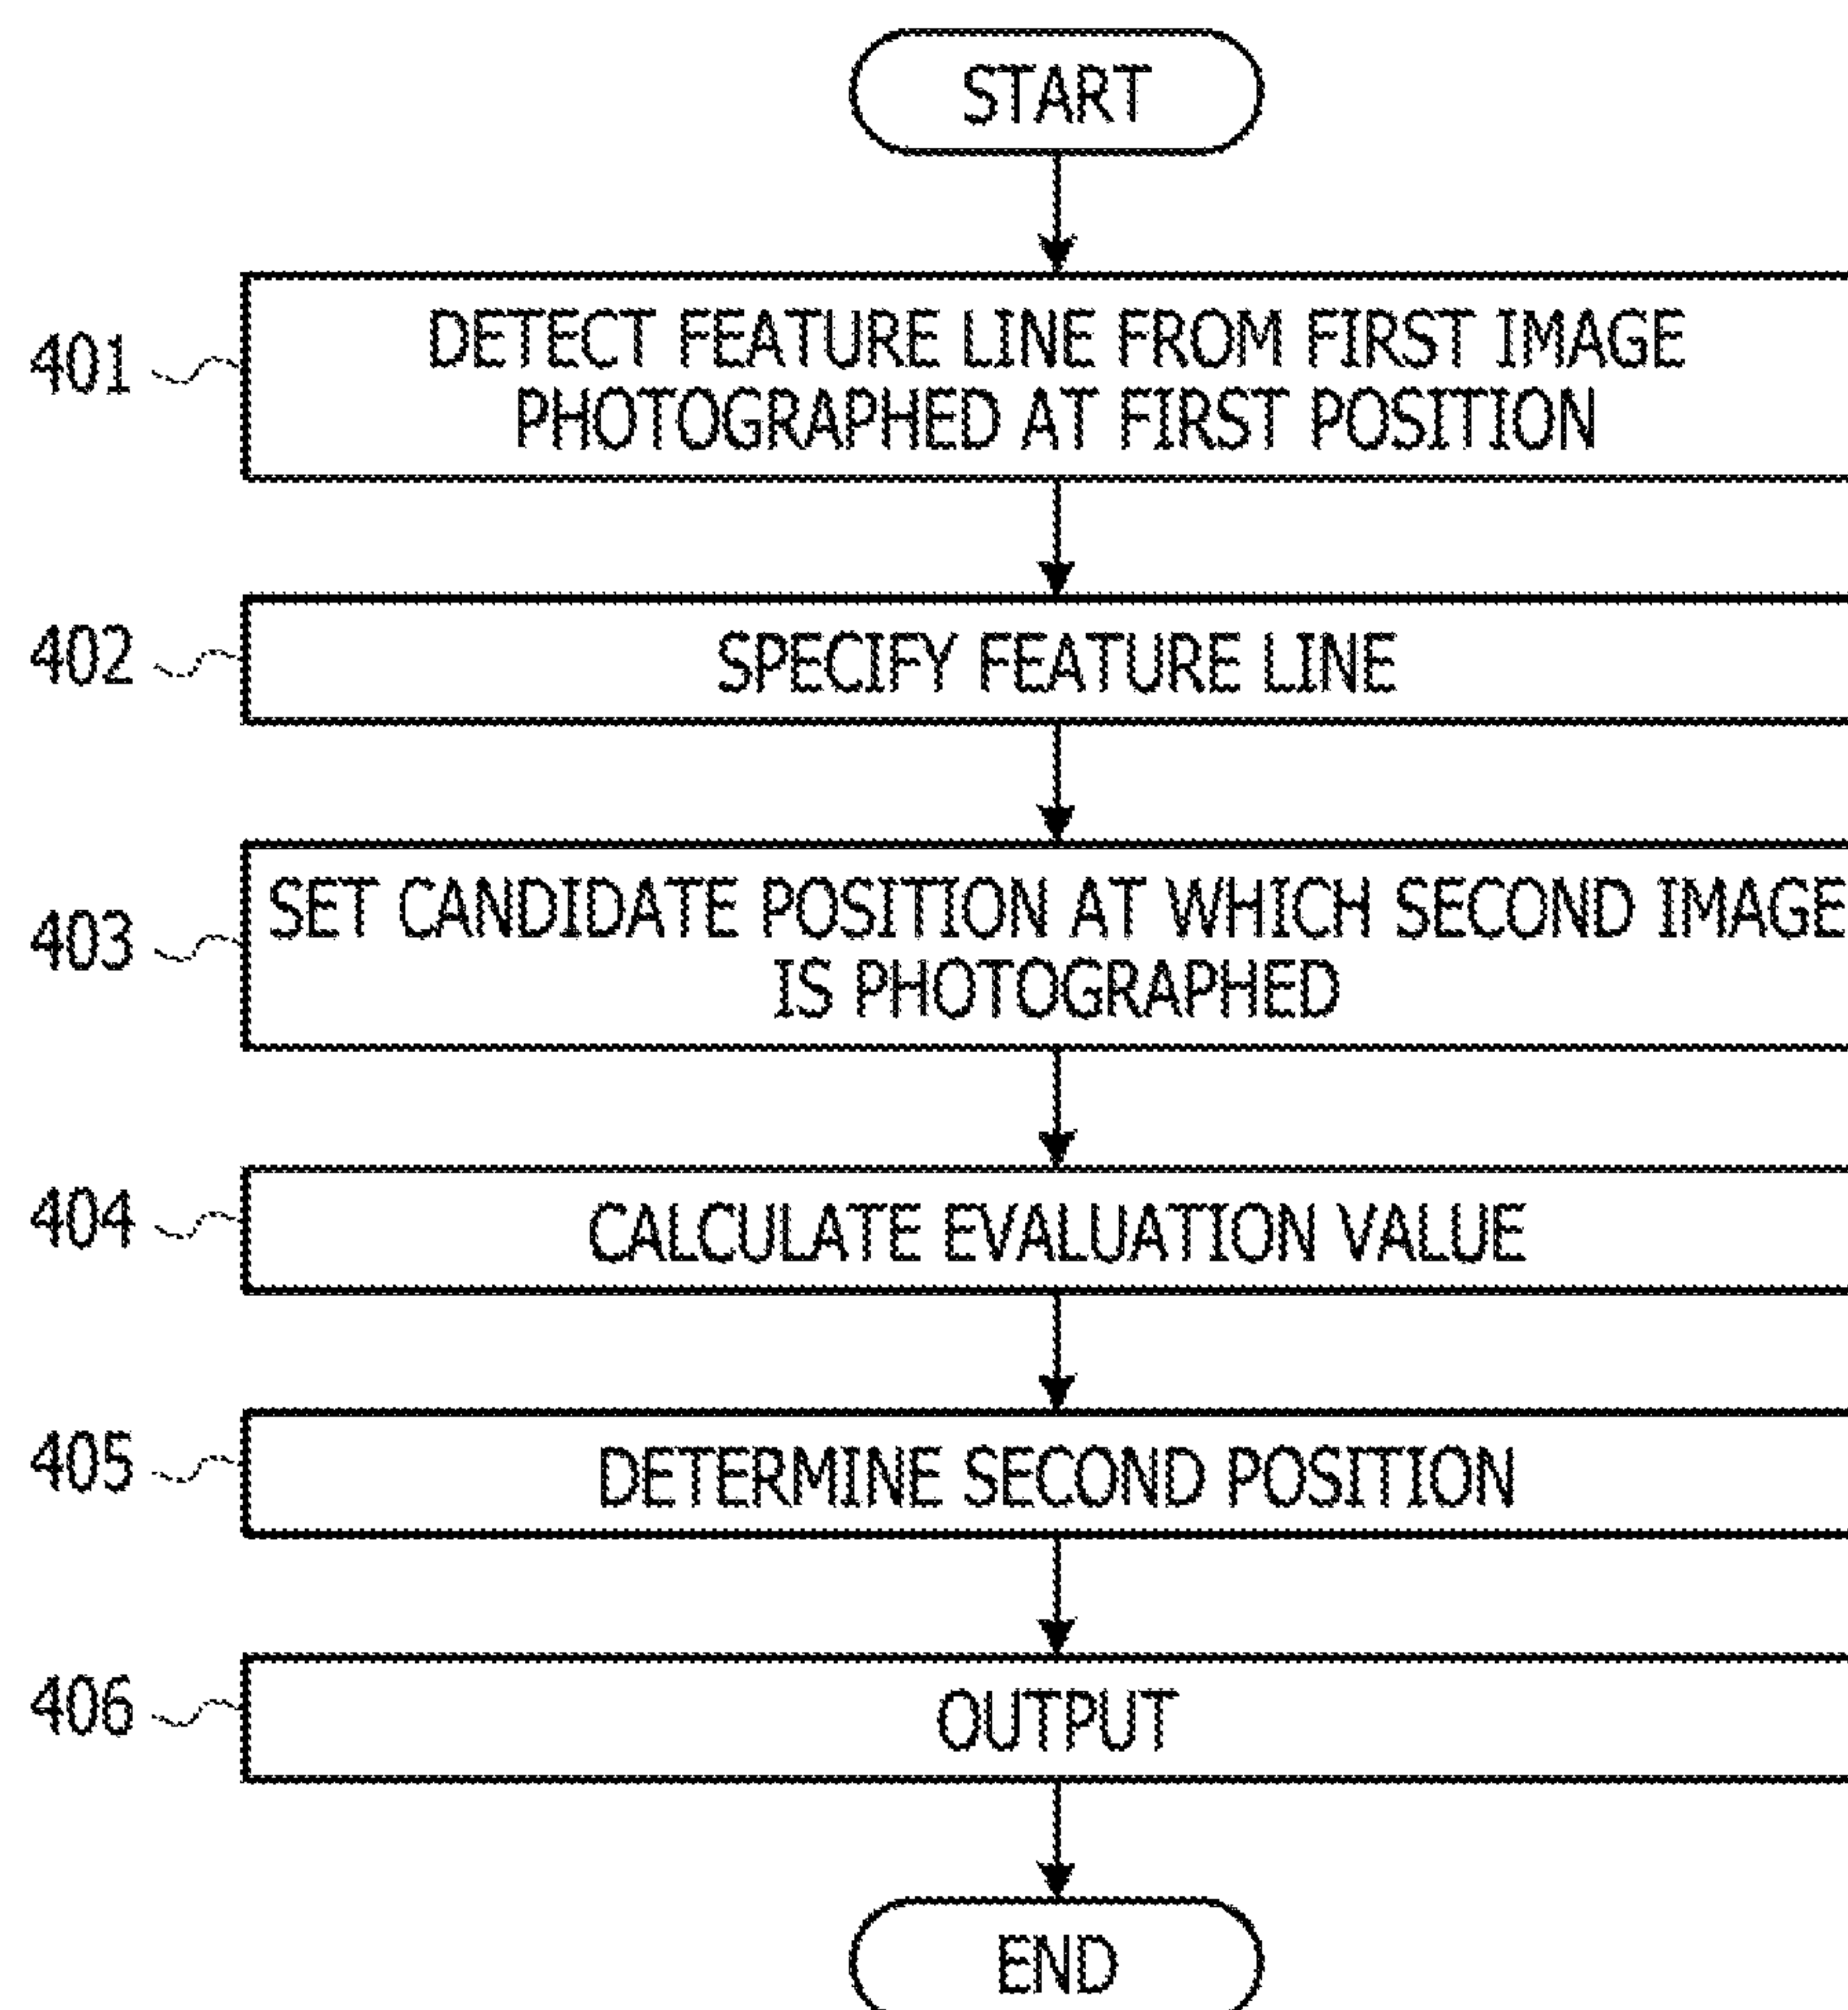 START
401
DETECT FEATURE LINE FROM FIRST IMAGE
PHOTOGRAPHED AT FIRST POSITION
402
SPECIFY FEATURE LINE
403
SET CANDIDATE POSITION AT WHICH SECOND IMAGE
IS PHOTOGRAPHED
404
CALCULATE EVALUATION VALUE
405
DETERMINE SECOND POSITION
406
OUTPUT
END